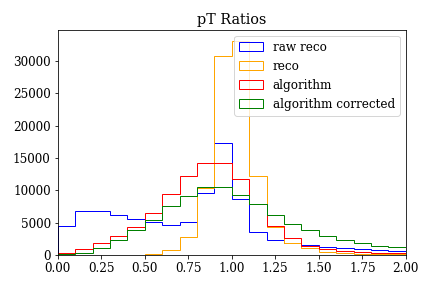 pT Ratios
raw reco
reco
algorithm
algorithm corrected
30000
25000
20000
15000
10000
5000
0
0.00 0.25 0.50 0.75 1.00 1.25 1.50 1.75 2.00